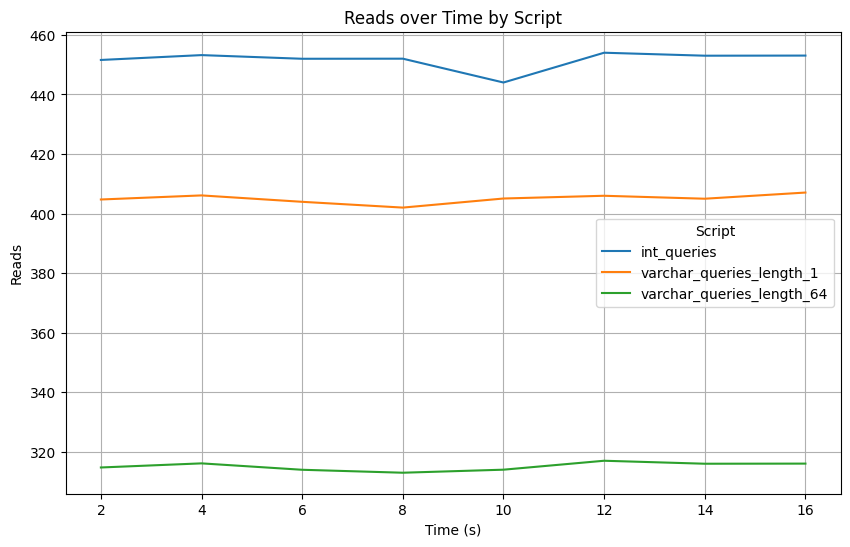 Reads over Time by Script
460
440
420
400
380
360
340
320
Reads
Script
int_queries
varchar_queries_length_1
varchar_queries_length_64
2 4 6 8 10 12 14 16
Time (s)